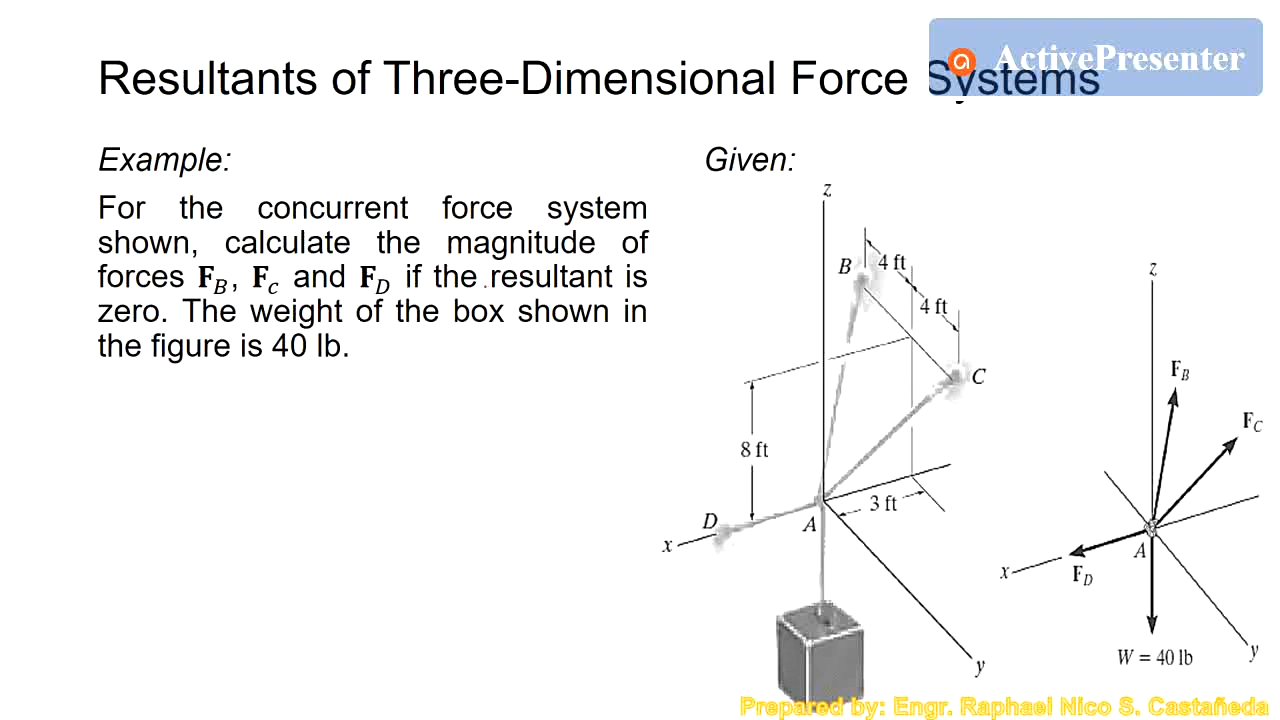 Resultants of Three-Dimensional Force Systems
ActivePresenter
Example:
For the concurrent force system
shown, calculate the magnitude of
forces F_B, F_c and F_D if the resultant is
zero. The weight of the box shown in
the figure is 40 lb.
Given:
z
B
4 ft
4 ft
C
8 ft
3 ft
D
A
x
y
z
F_B
F_C
A
x
F_D
W = 40 lb
y
Prepared by: Engr. Raphael Nico S. Castañeda